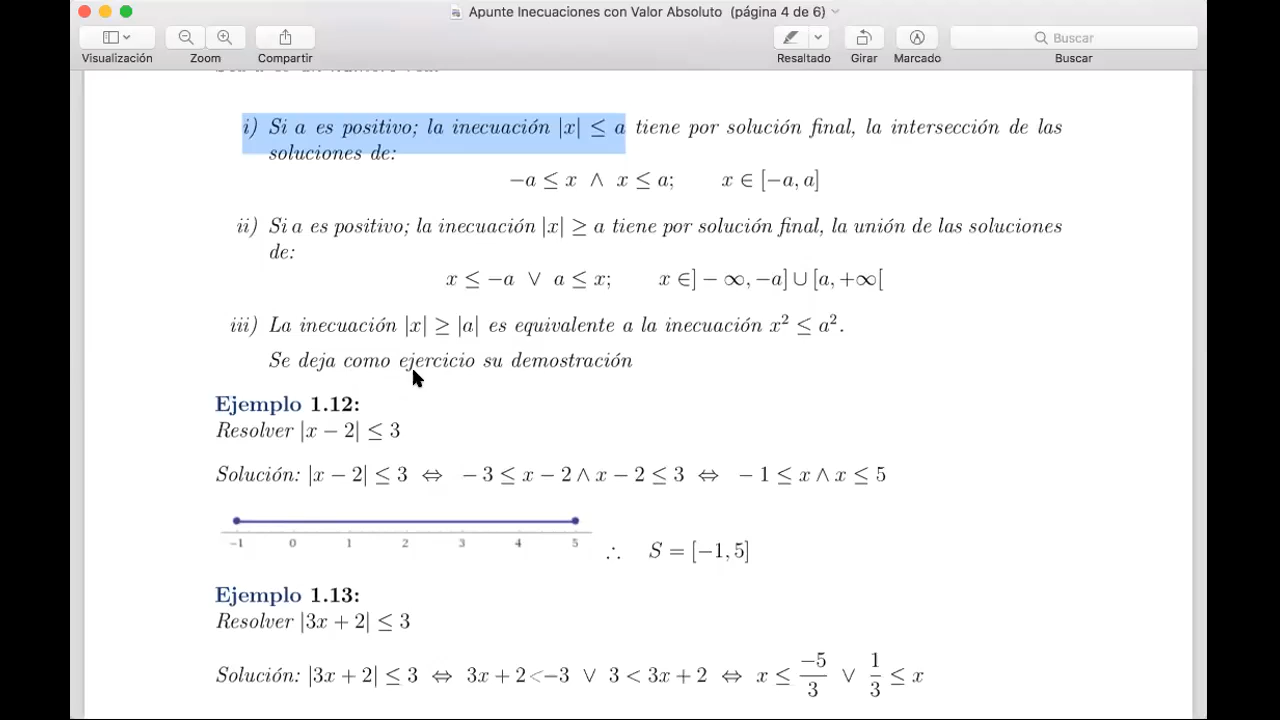 Apunte Inecuaciones con Valor Absoluto (página 4 de 6)
Buscar
Visualización Zoom Compartir Resaltado Girar Marcado Buscar
i) Si a es positivo; la inecuación |x| ≤ a tiene por solución final, la intersección de las
soluciones de:
−a ≤ x ∧ x ≤ a; x ∈ [−a, a]
ii) Si a es positivo; la inecuación |x| ≥ a tiene por solución final, la unión de las soluciones
de:
x ≤ −a ∨ a ≤ x; x ∈] − ∞, −a] ∪ [a, +∞[
iii) La inecuación |x| ≥ |a| es equivalente a la inecuación x² ≤ a².
Se deja como ejercicio su demostración
Ejemplo 1.12:
Resolver |x − 2| ≤ 3
Solución: |x − 2| ≤ 3 ⇔ − 3 ≤ x − 2 ∧ x − 2 ≤ 3 ⇔ − 1 ≤ x ∧ x ≤ 5
−1 0 1 2 3 4 5
∴ S = [−1, 5]
Ejemplo 1.13:
Resolver |3x + 2| ≤ 3
Solución: |3x + 2| ≤ 3 ⇔ 3x + 2 < −3 ∨ 3 < 3x + 2 ⇔ x ≤ −5/3 ∨ 1/3 ≤ x